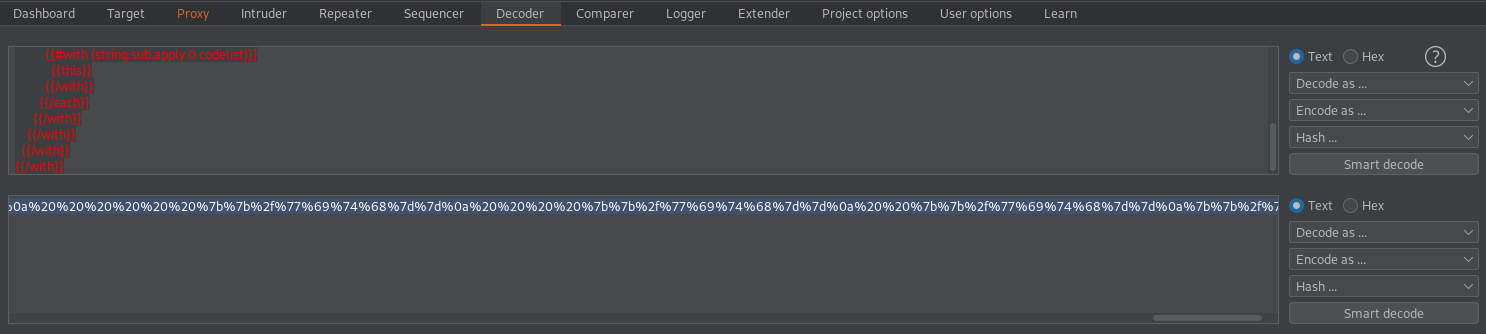 Dashboard Target Proxy Intruder Repeater Sequencer Decoder Comparer Logger Extender Project options User options Learn
{{#with (string.sub.apply 0 codelist)}}
{{this}}
{{/with}}
{{/each}}
{{/with}}
{{/with}}
{{/with}}
{{/with}}
Text Hex ?
Decode as ...
Encode as ...
Hash ...
Smart decode
%0a%20%20%20%20%20%20%7b%7b%2f%77%69%74%68%7d%7d%0a%20%20%20%20%7b%7b%2f%77%69%74%68%7d%7d%0a%20%20%7b%7b%2f%77%69%74%68%7d%7d%0a%7b%7b%2f%7
Text Hex
Decode as ...
Encode as ...
Hash ...
Smart decode